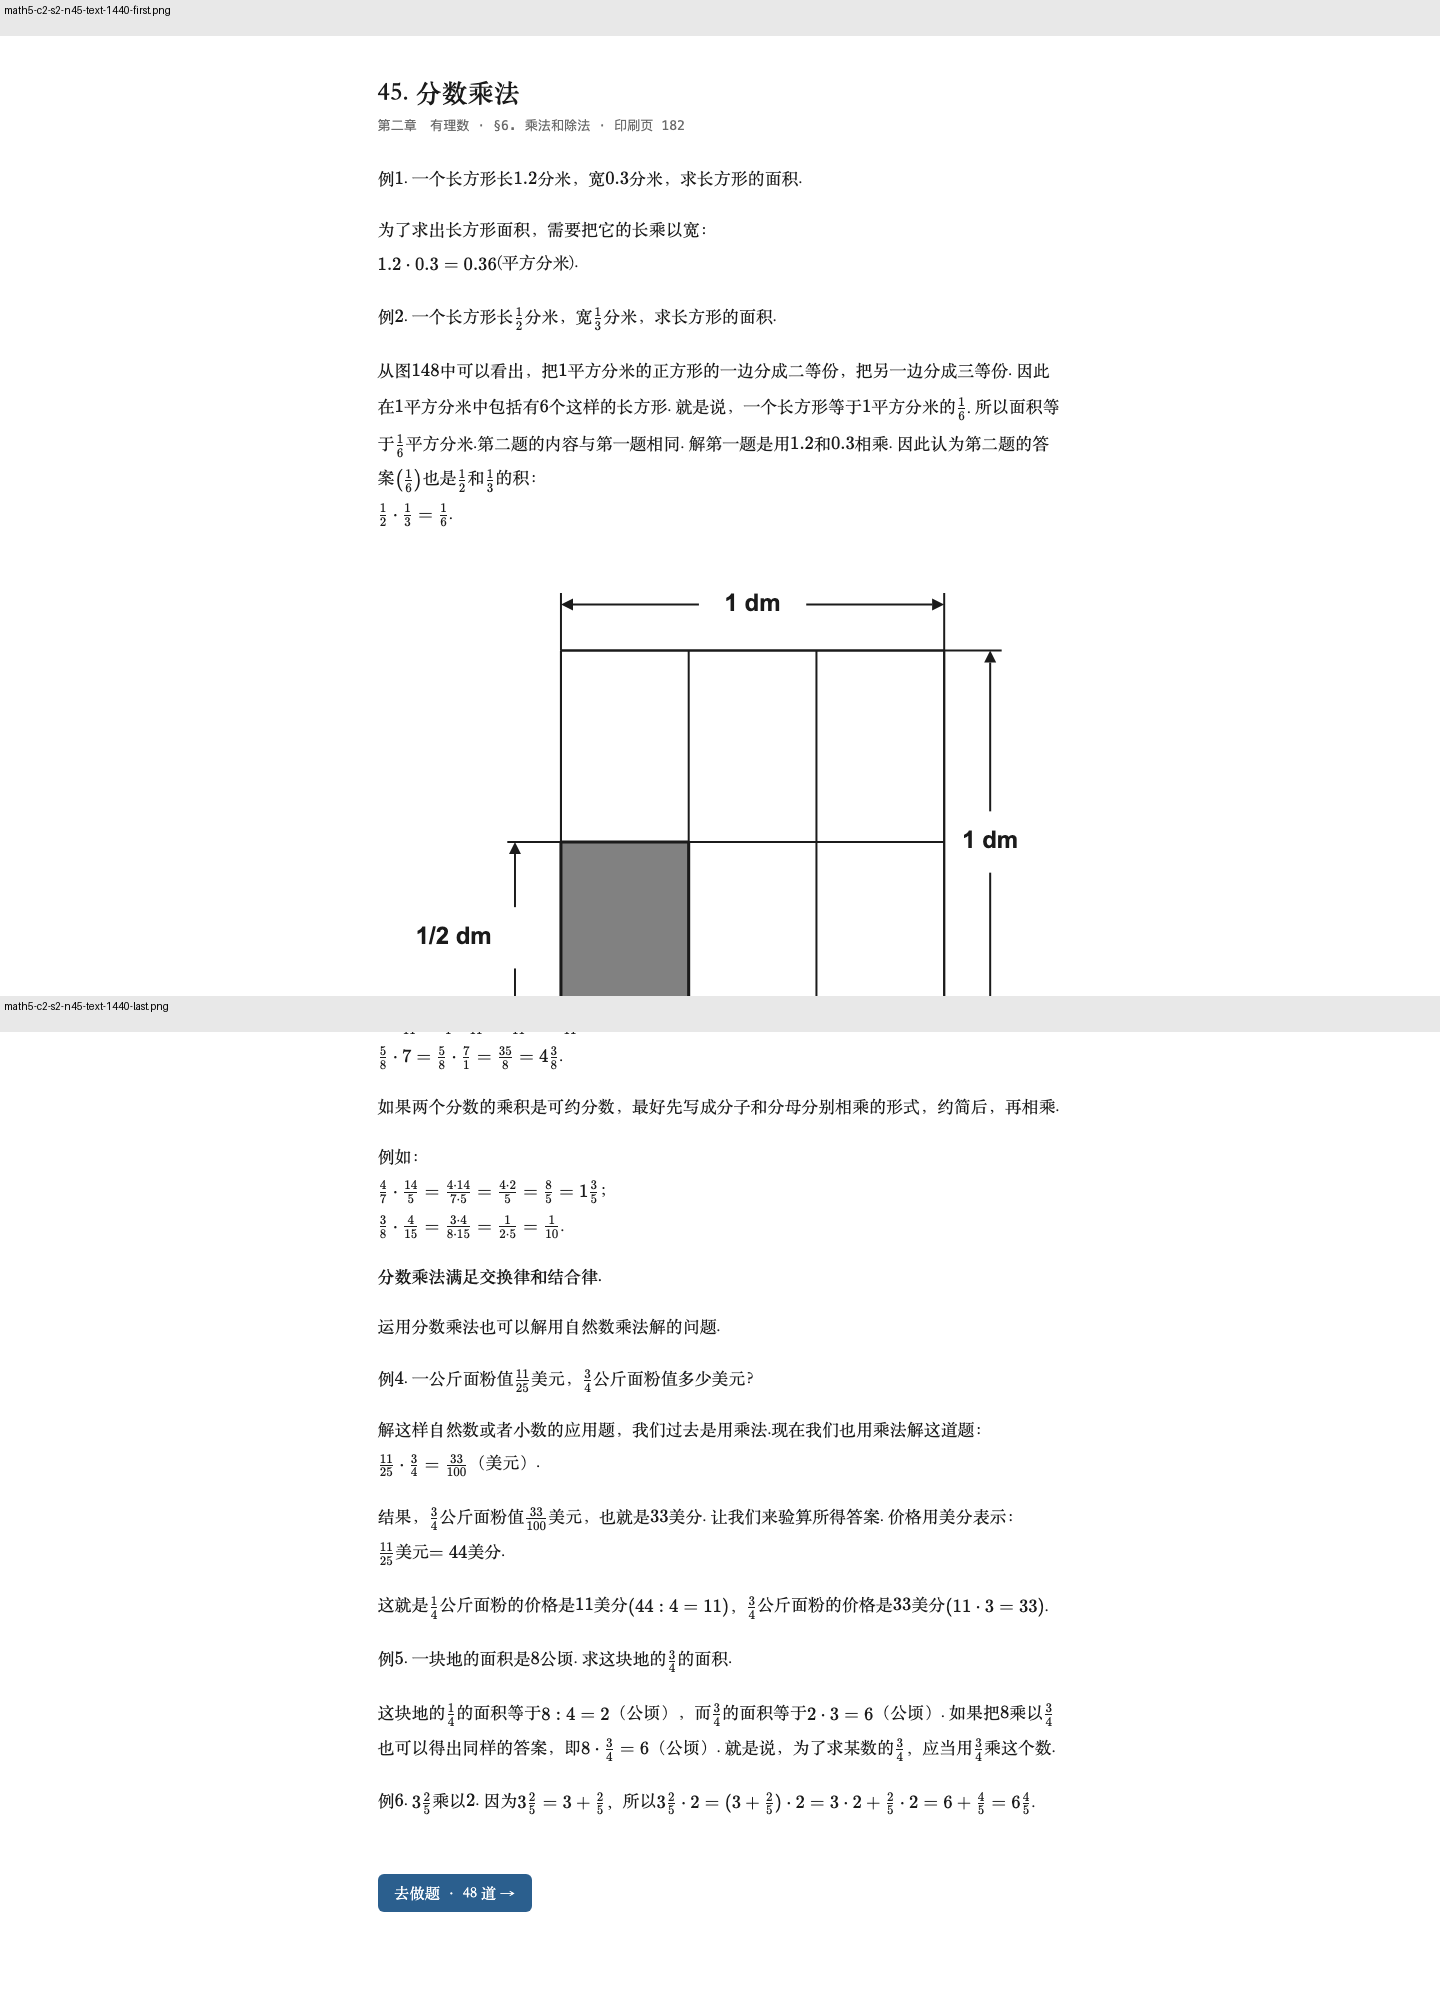 math5-c2-s2-n45-text-1440-first.png
45. 分数乘法
第二章 有理数 · §6. 乘法和除法 · 印刷页 182
例1. 一个长方形长1.2分米，宽0.3分米，求长方形的面积.
为了求出长方形面积，需要把它的长乘以宽：
1.2 · 0.3 = 0.36(平方分米).
例2. 一个长方形长1/2分米，宽1/3分米，求长方形的面积.
从图148中可以看出，把1平方分米的正方形的一边分成二等份，把另一边分成三等份. 因此
在1平方分米中包括有6个这样的长方形. 就是说，一个长方形等于1平方分米的1/6. 所以面积等
于1/6平方分米.第二题的内容与第一题相同. 解第一题是用1.2和0.3相乘. 因此认为第二题的答
案(1/6)也是1/2和1/3的积：
1/2 · 1/3 = 1/6.
1 dm
1 dm
1/2 dm
math5-c2-s2-n45-text-1440-last.png
5/8 · 7 = 5/8 · 7/1 = 35/8 = 4 3/8.
如果两个分数的乘积是可约分数，最好先写成分子和分母分别相乘的形式，约简后，再相乘.
例如：
4/7 · 14/5 = 4·14/7·5 = 4·2/5 = 8/5 = 1 3/5；
3/8 · 4/15 = 3·4/8·15 = 1/2·5 = 1/10.
分数乘法满足交换律和结合律.
运用分数乘法也可以解用自然数乘法解的问题.
例4. 一公斤面粉值11/25美元，3/4公斤面粉值多少美元？
解这样自然数或者小数的应用题，我们过去是用乘法.现在我们也用乘法解这道题：
11/25 · 3/4 = 33/100（美元）.
结果，3/4公斤面粉值33/100美元，也就是33美分. 让我们来验算所得答案. 价格用美分表示：
11/25美元= 44美分.
这就是1/4公斤面粉的价格是11美分(44 : 4 = 11)，3/4公斤面粉的价格是33美分(11 · 3 = 33).
例5. 一块地的面积是8公顷. 求这块地的3/4的面积.
这块地的1/4的面积等于8 : 4 = 2（公顷），而3/4的面积等于2 · 3 = 6（公顷）. 如果把8乘以3/4
也可以得出同样的答案，即8 · 3/4 = 6（公顷）. 就是说，为了求某数的3/4，应当用3/4乘这个数.
例6. 3 2/5乘以2. 因为3 2/5 = 3 + 2/5，所以3 2/5 · 2 = (3 + 2/5) · 2 = 3 · 2 + 2/5 · 2 = 6 + 4/5 = 6 4/5.
去做题 · 48 道 →